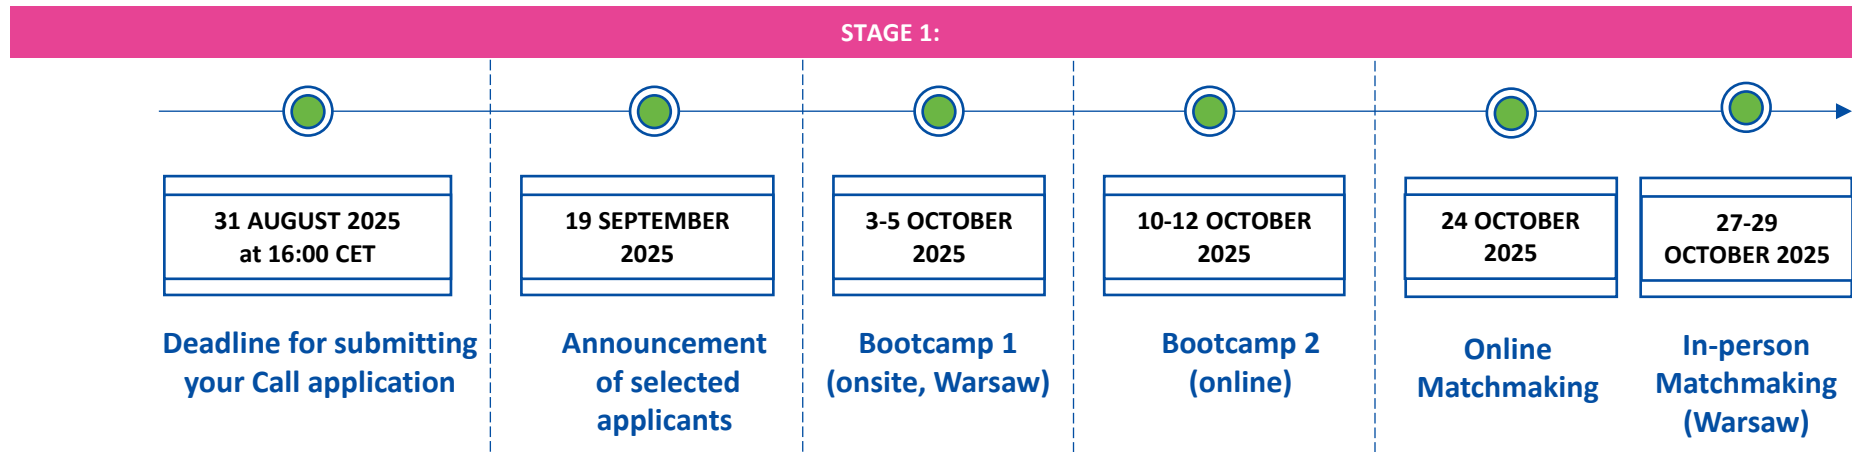 STAGE 1:
31 AUGUST 2025
at 16:00 CET
19 SEPTEMBER
2025
3-5 OCTOBER
2025
10-12 OCTOBER
2025
24 OCTOBER
2025
27-29
OCTOBER 2025
Deadline for submitting
your Call application
Announcement
of selected
applicants
Bootcamp 1
(onsite, Warsaw)
Bootcamp 2
(online)
Online
Matchmaking
In-person
Matchmaking
(Warsaw)